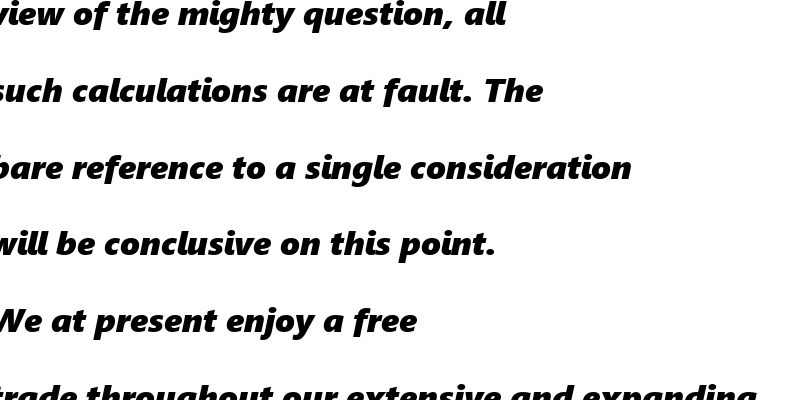 view of the mighty question, all
such calculations are at fault. The
bare reference to a single consideration
will be conclusive on this point.
We at present enjoy a free
trade throughout our extensive and expanding